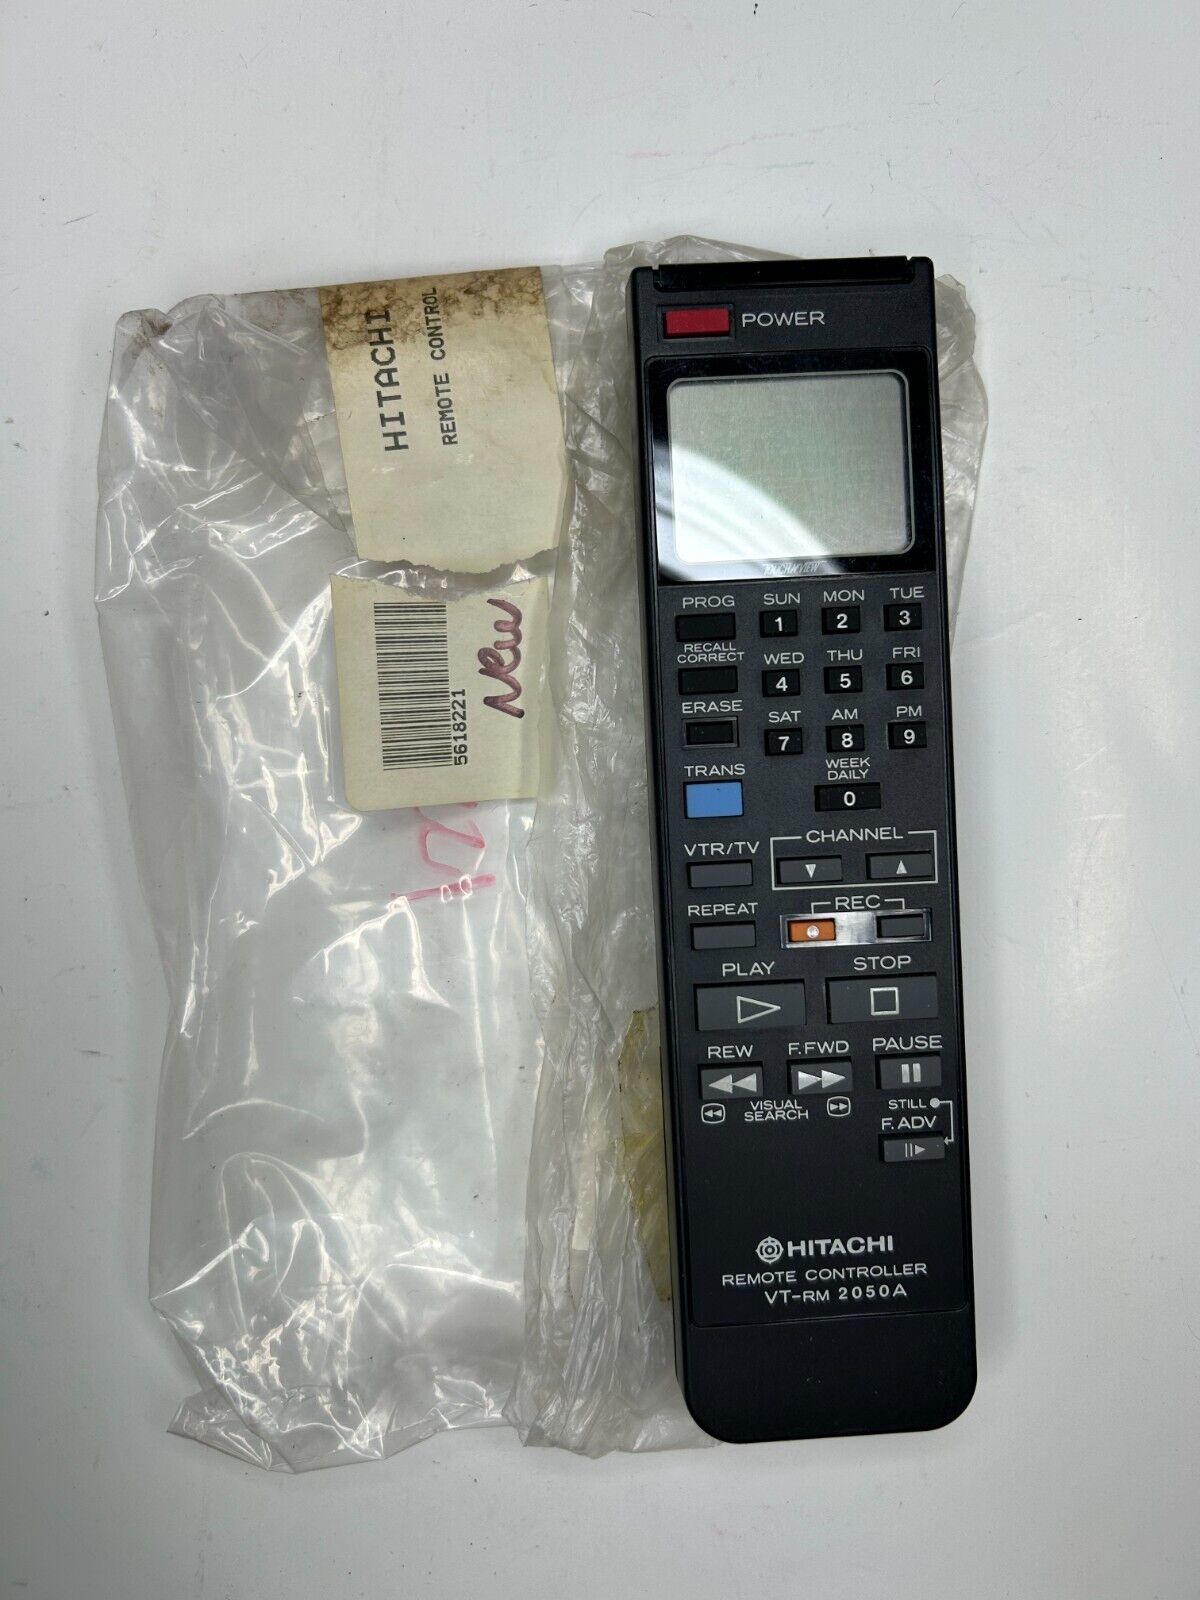 HITACHI
REMOTE CONTROL
5618221
New
POWER
TOUCH'N'VIEW
PROG SUN MON TUE
1 2 3
RECALL
CORRECT WED THU FRI
4 5 6
ERASE SAT AM PM
7 8 9
TRANS WEEK
DAILY
0
CHANNEL
VTR/TV
REPEAT REC
PLAY STOP
REW F.FWD PAUSE
VISUAL
SEARCH
STILL
F.ADV
HITACHI
REMOTE CONTROLLER
VT-RM 2050A